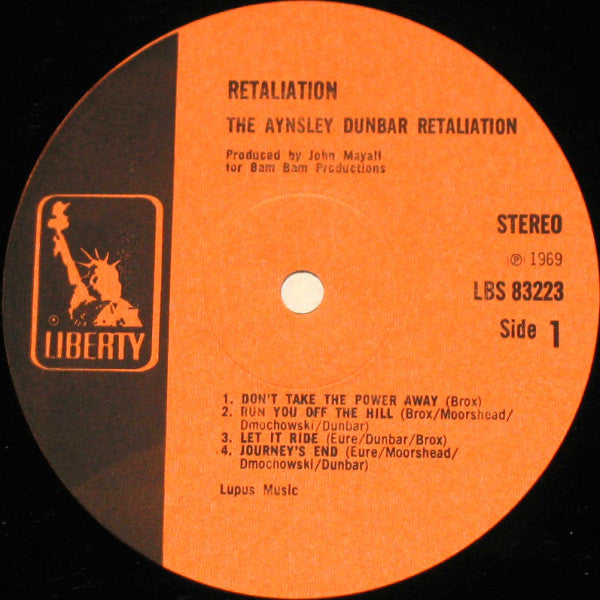 RETALIATION
THE AYNSLEY DUNBAR RETALIATION
Produced by John Mayall
for Bam Bam Productions
STEREO
℗ 1969
LBS 83223
Side 1
® LIBERTY
1. DON'T TAKE THE POWER AWAY (Brox)
2. RUN YOU OFF THE HILL (Brox/Moorshead/
Dmochowski/Dunbar)
3. LET IT RIDE (Eure/Dunbar/Brox)
4. JOURNEY'S END (Eure/Moorshead/
Dmochowski/Dunbar)
Lupus Music